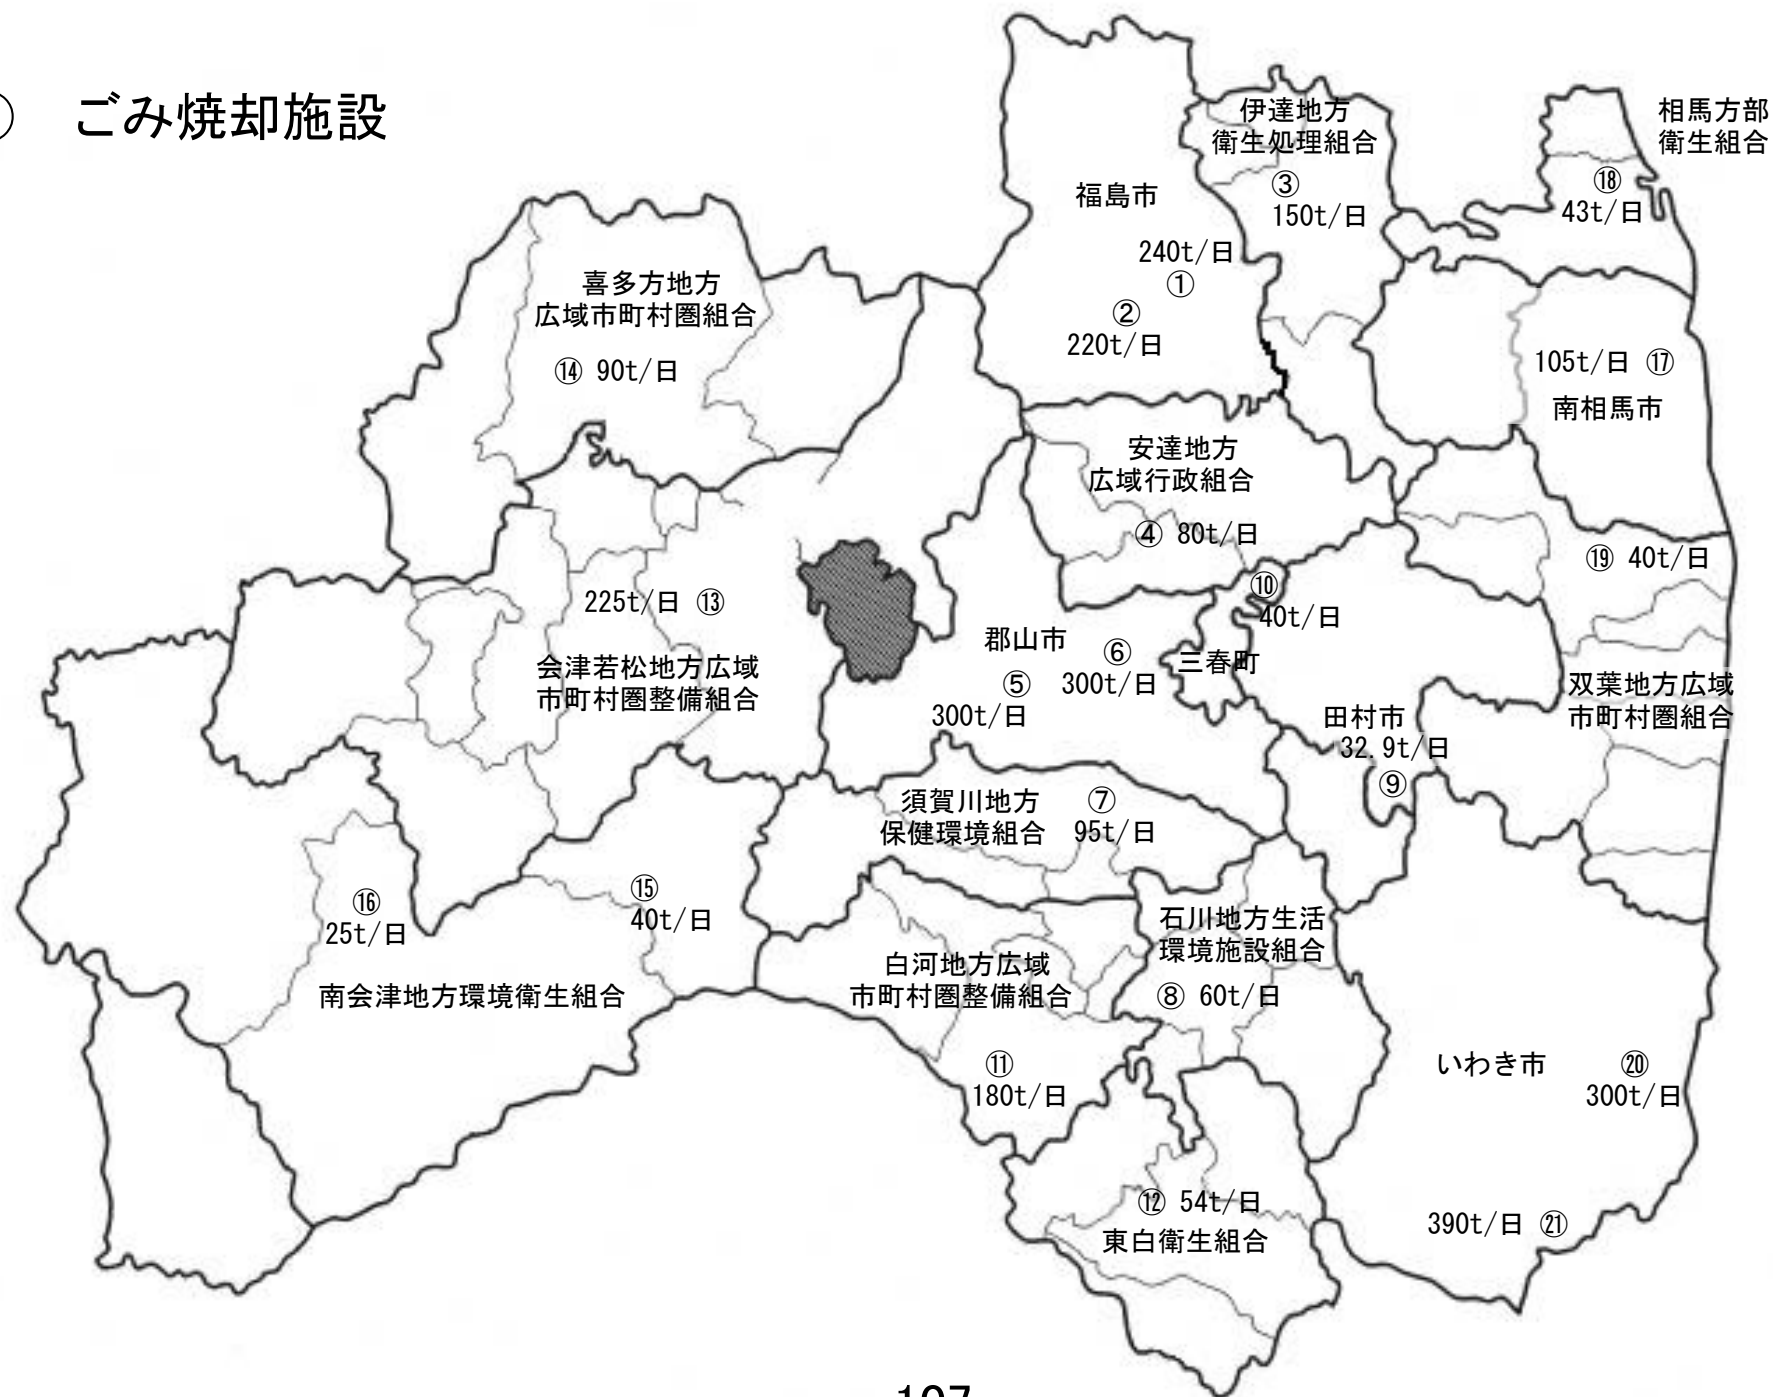 ごみ焼却施設
伊達地方
衛生処理組合
③
150t/日
相馬方部
衛生組合
⑱
43t/日
福島市
240t/日
①
②
220t/日
喜多方地方
広域市町村圏組合
⑭ 90t/日
105t/日 ⑰
南相馬市
安達地方
広域行政組合
④ 80t/日
⑲ 40t/日
⑩
40t/日
225t/日 ⑬
会津若松地方広域
市町村圏整備組合
郡山市
⑥
300t/日
⑤
300t/日
三春町
双葉地方広域
市町村圏組合
田村市
32.9t/日
⑨
須賀川地方
保健環境組合
⑦
95t/日
⑮
40t/日
⑯
25t/日
南会津地方環境衛生組合
石川地方生活
環境施設組合
⑧ 60t/日
白河地方広域
市町村圏整備組合
⑪
180t/日
いわき市
⑳
300t/日
⑫ 54t/日
東白衛生組合
390t/日 ㉑